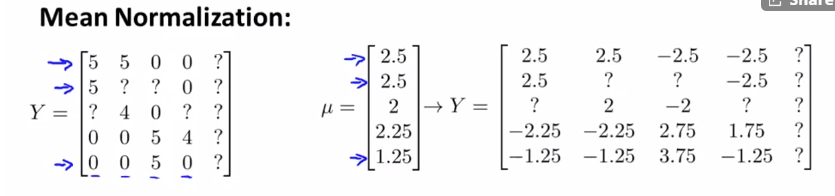 Share
Mean Normalization:
Y = [5 5 0 0 ?
5 ? ? 0 ?
? 4 0 ? ?
0 0 5 4 ?
0 0 5 0 ?]
μ = [2.5
2.5
2
2.25
1.25]
→ Y = [2.5 2.5 −2.5 −2.5 ?
2.5 ? ? −2.5 ?
? 2 −2 ? ?
−2.25 −2.25 2.75 1.75 ?
−1.25 −1.25 3.75 −1.25 ?]